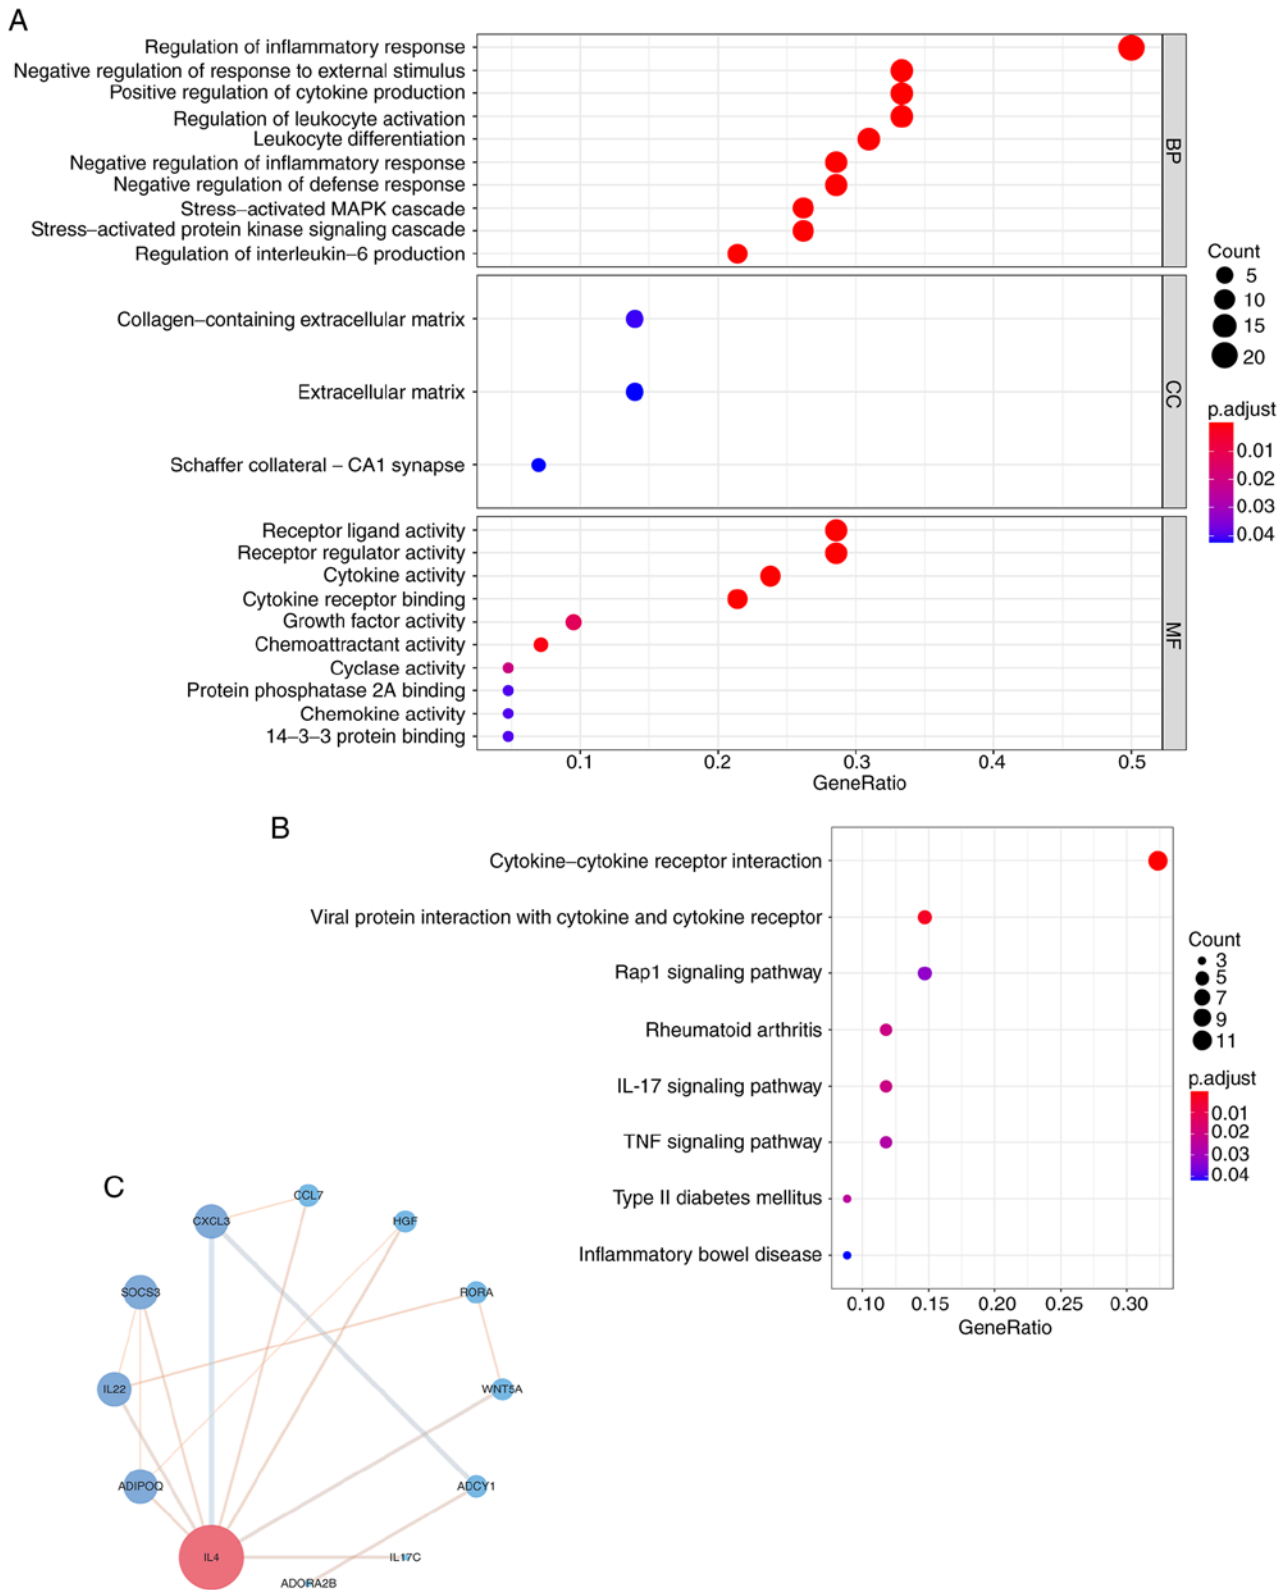 A
Regulation of inflammatory response
Negative regulation of response to external stimulus
Positive regulation of cytokine production
Regulation of leukocyte activation
Leukocyte differentiation
Negative regulation of inflammatory response
Negative regulation of defense response
Stress–activated MAPK cascade
Stress–activated protein kinase signaling cascade
Regulation of interleukin–6 production
BP
Collagen–containing extracellular matrix
Extracellular matrix
Schaffer collateral – CA1 synapse
CC
Receptor ligand activity
Receptor regulator activity
Cytokine activity
Cytokine receptor binding
Growth factor activity
Chemoattractant activity
Cyclase activity
Protein phosphatase 2A binding
Chemokine activity
14–3–3 protein binding
MF
0.1 0.2 0.3 0.4 0.5
GeneRatio
Count
5
10
15
20
p.adjust
0.01
0.02
0.03
0.04
B
Cytokine–cytokine receptor interaction
Viral protein interaction with cytokine and cytokine receptor
Rap1 signaling pathway
Rheumatoid arthritis
IL-17 signaling pathway
TNF signaling pathway
Type II diabetes mellitus
Inflammatory bowel disease
0.10 0.15 0.20 0.25 0.30
GeneRatio
Count
3
5
7
9
11
p.adjust
0.01
0.02
0.03
0.04
C
CCL7
CXCL3
HGF
SOCS3
RORA
IL22
WNT5A
ADIPOQ
ADCY1
IL4
IL17C
ADORA2B